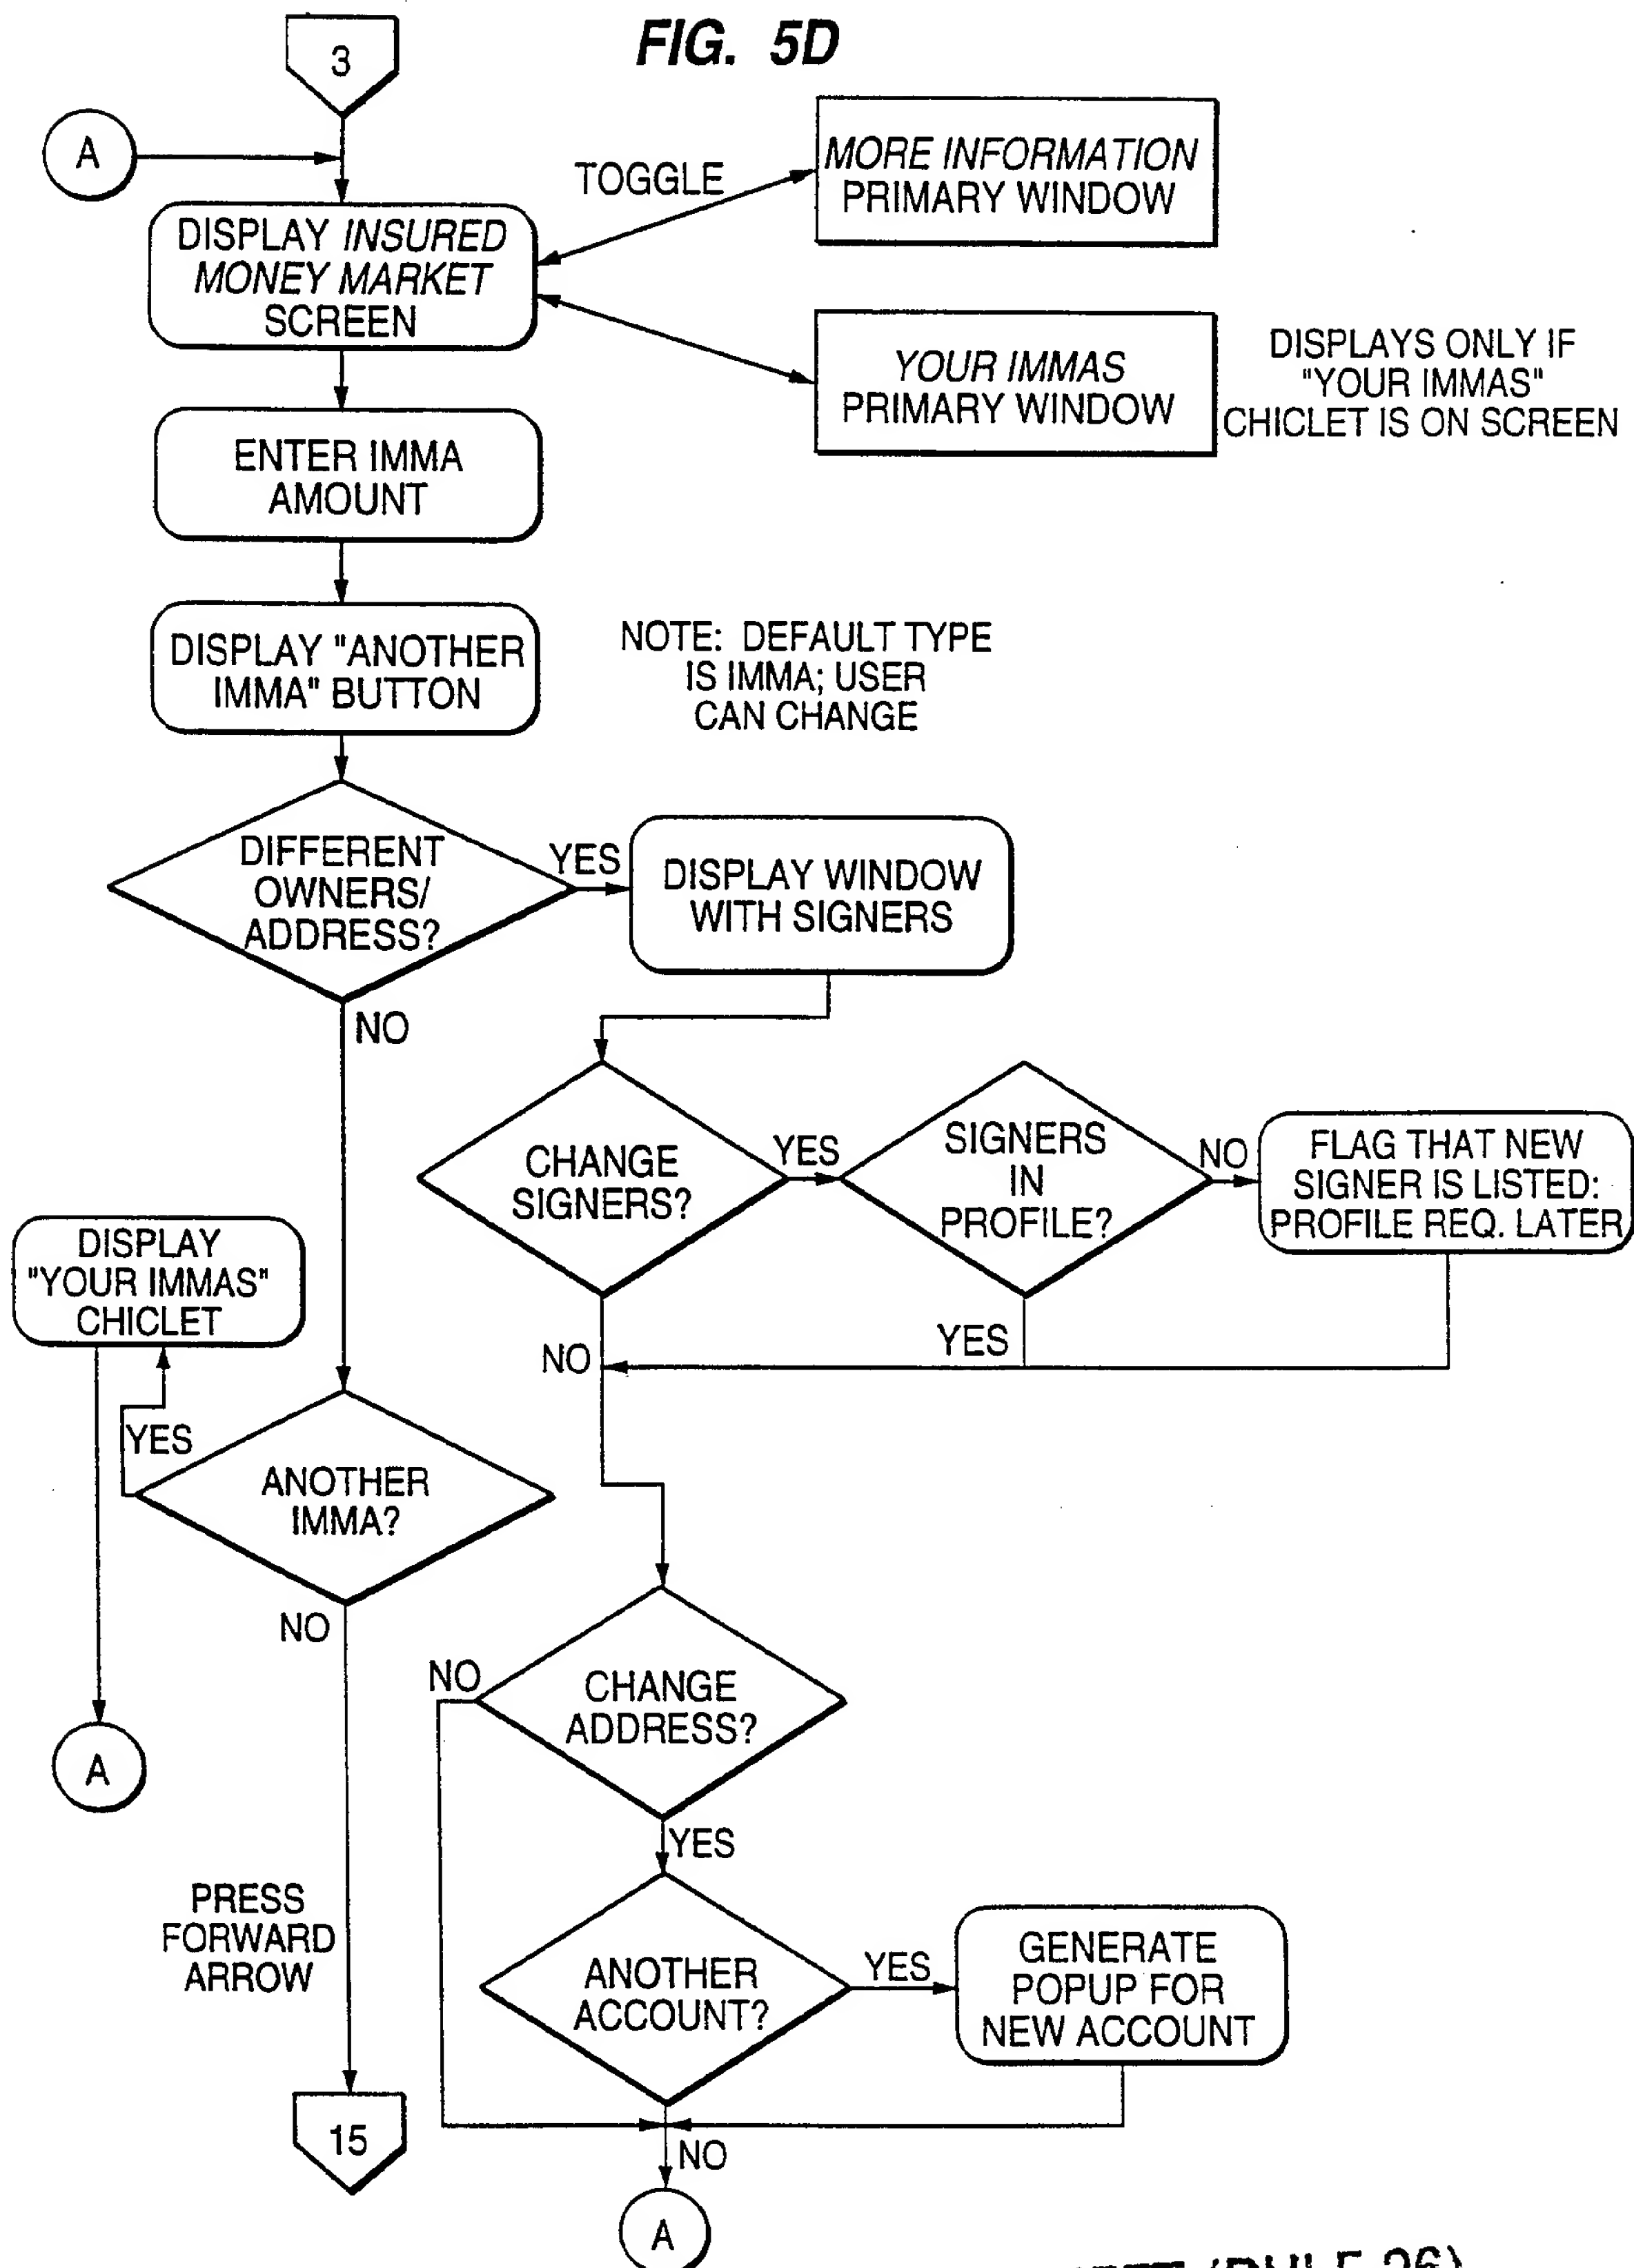 FIG. 5D
3
A
TOGGLE
MORE INFORMATION
PRIMARY WINDOW
DISPLAY INSURED
MONEY MARKET
SCREEN
YOUR IMMAS
PRIMARY WINDOW
DISPLAYS ONLY IF
"YOUR IMMAS"
CHICLET IS ON SCREEN
ENTER IMMA
AMOUNT
DISPLAY "ANOTHER
IMMA" BUTTON
NOTE: DEFAULT TYPE
IS IMMA; USER
CAN CHANGE
DIFFERENT
OWNERS/
ADDRESS?
YES
DISPLAY WINDOW
WITH SIGNERS
NO
CHANGE
SIGNERS?
YES
SIGNERS
IN
PROFILE?
NO
FLAG THAT NEW
SIGNER IS LISTED:
PROFILE REQ. LATER
YES
NO
DISPLAY
"YOUR IMMAS"
CHICLET
YES
ANOTHER
IMMA?
NO
A
NO
CHANGE
ADDRESS?
YES
PRESS
FORWARD
ARROW
ANOTHER
ACCOUNT?
YES
GENERATE
POPUP FOR
NEW ACCOUNT
15
NO
A